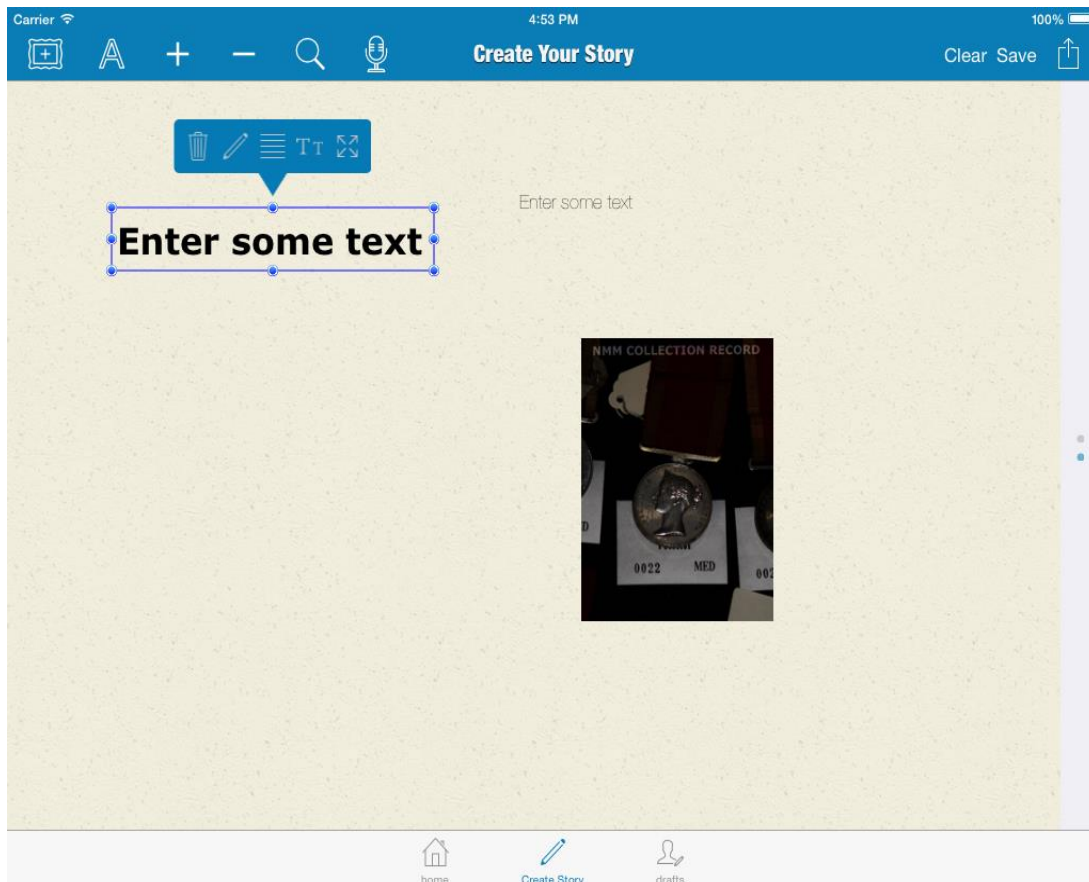 Carrier
4:53 PM
100%
Create Your Story
Clear Save
TT
Enter some text
Enter some text
NMM COLLECTION RECORD
0022 MED
home
Create Story
drafts